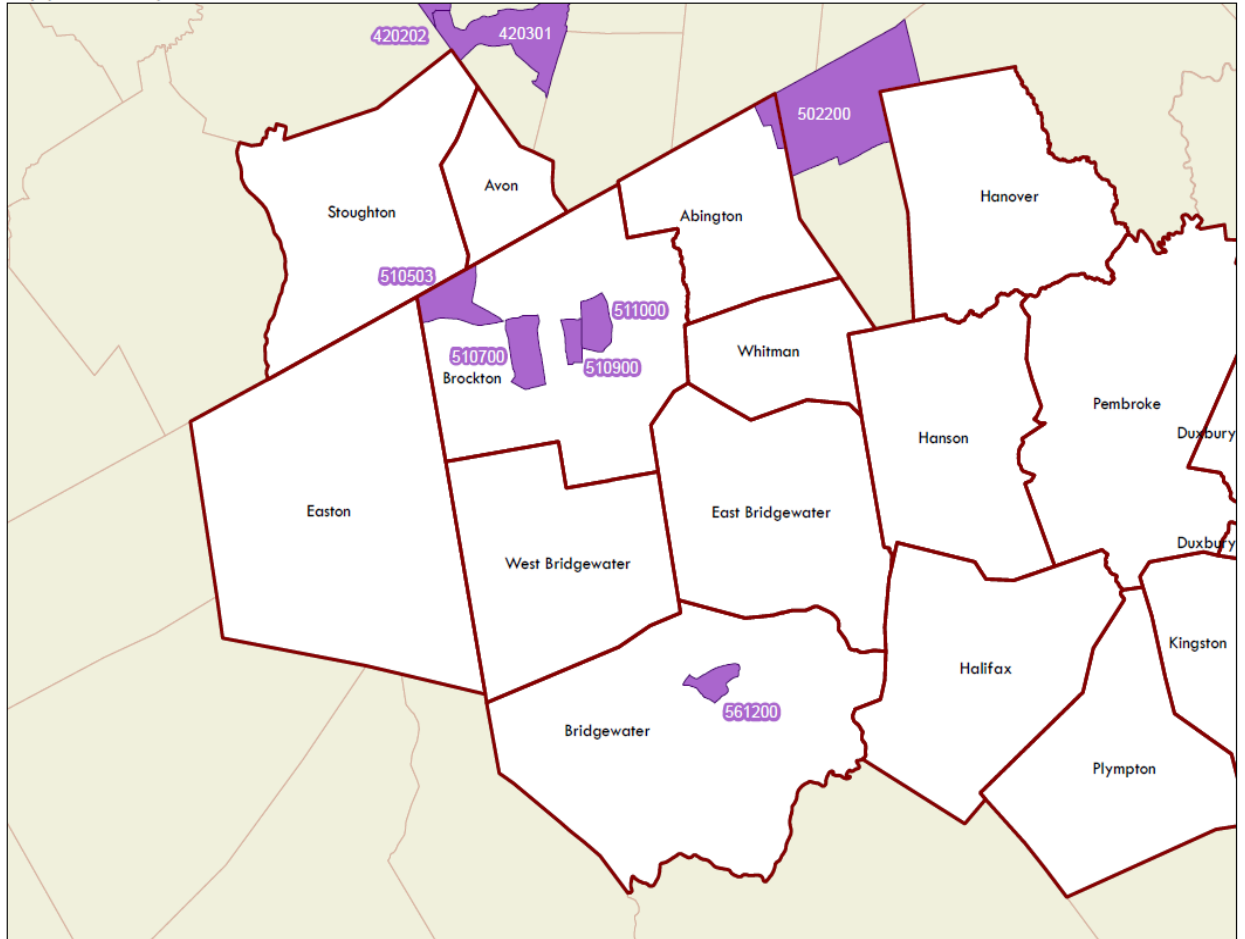 420202
420301
502200
Avon
Stoughton
Hanover
Abington
510503
511000
Whitman
510700
510900
Brockton
Pembroke
Duxbury
Hanson
Easton
East Bridgewater
Duxbury
West Bridgewater
Kingston
Halifax
561200
Bridgewater
Plympton